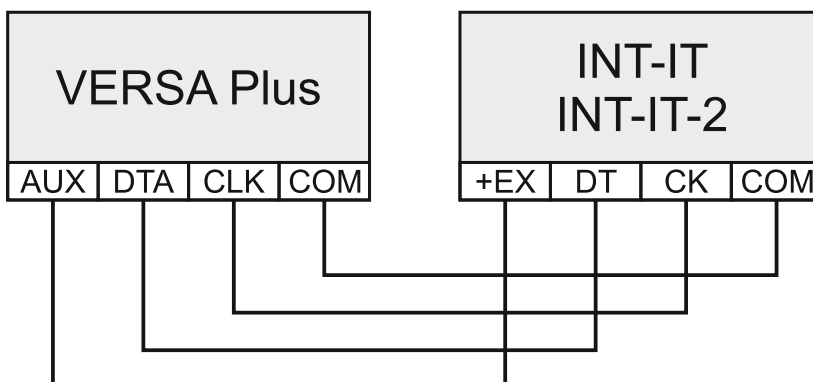 VERSA Plus
AUX DTA CLK COM
INT-IT
INT-IT-2
+EX DT CK COM